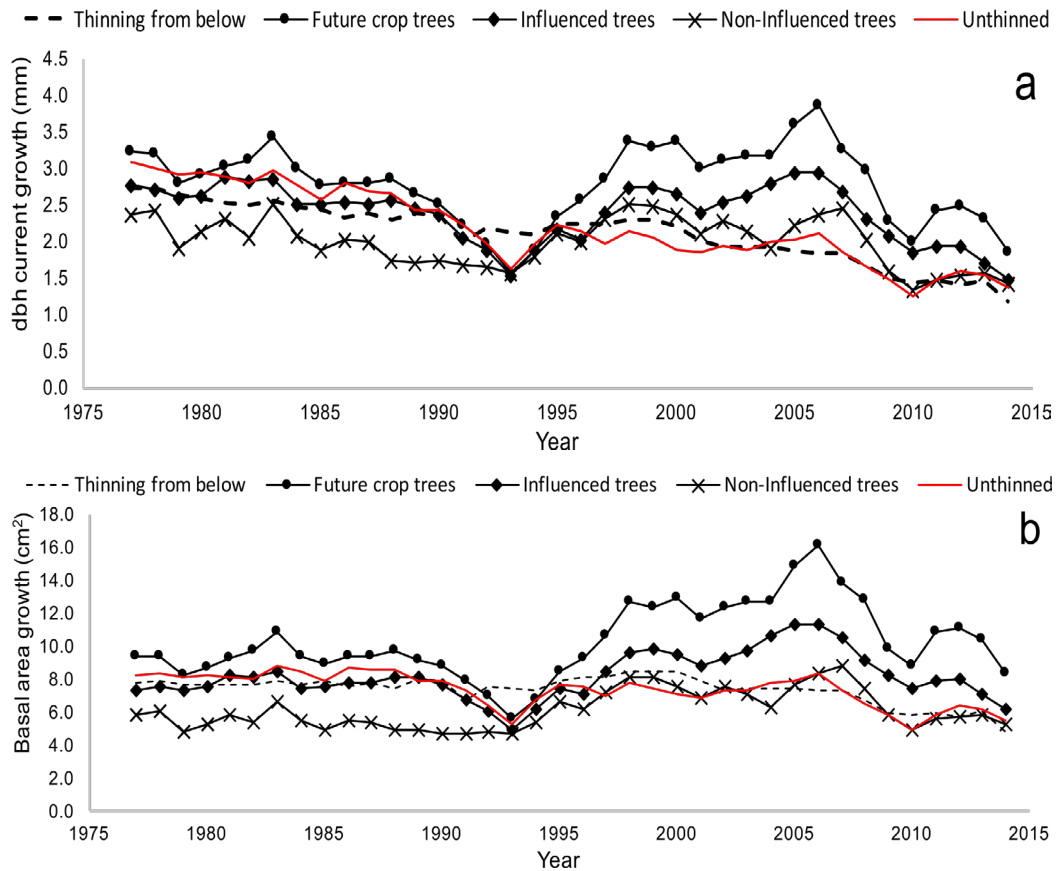 Thinning from below Future crop trees Influenced trees Non-Influenced trees Unthinned
a
dbh current growth (mm)
4.5
4.0
3.5
3.0
2.5
2.0
1.5
1.0
0.5
0.0
1975 1980 1985 1990 1995 2000 2005 2010 2015
Year
Thinning from below Future crop trees Influenced trees Non-Influenced trees Unthinned
b
Basal area growth (cm²)
18.0
16.0
14.0
12.0
10.0
8.0
6.0
4.0
2.0
0.0
1975 1980 1985 1990 1995 2000 2005 2010 2015
Year